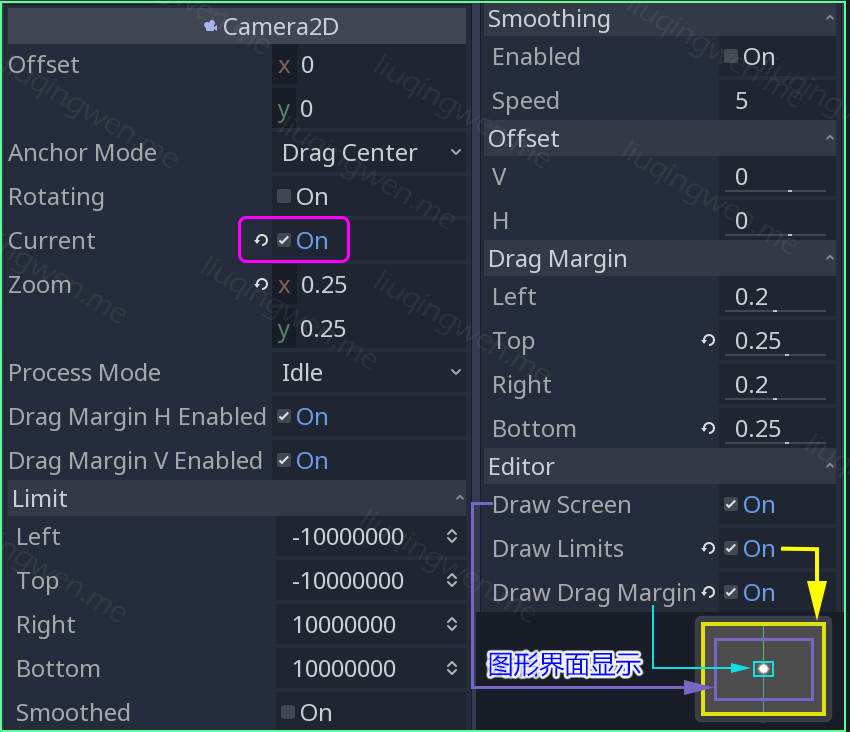 Camera2D
Offset x 0
y 0
Anchor Mode Drag Center
Rotating On
Current On
Zoom x 0.25
y 0.25
Process Mode Idle
Drag Margin H Enabled On
Drag Margin V Enabled On
Limit
Left -10000000
Top -10000000
Right 10000000
Bottom 10000000
Smoothed On
Smoothing
Enabled On
Speed 5
Offset
V 0
H 0
Drag Margin
Left 0.2
Top 0.25
Right 0.2
Bottom 0.25
Editor
Draw Screen On
Draw Limits On
Draw Drag Margin On
图形界面显示
liuqingwen.me